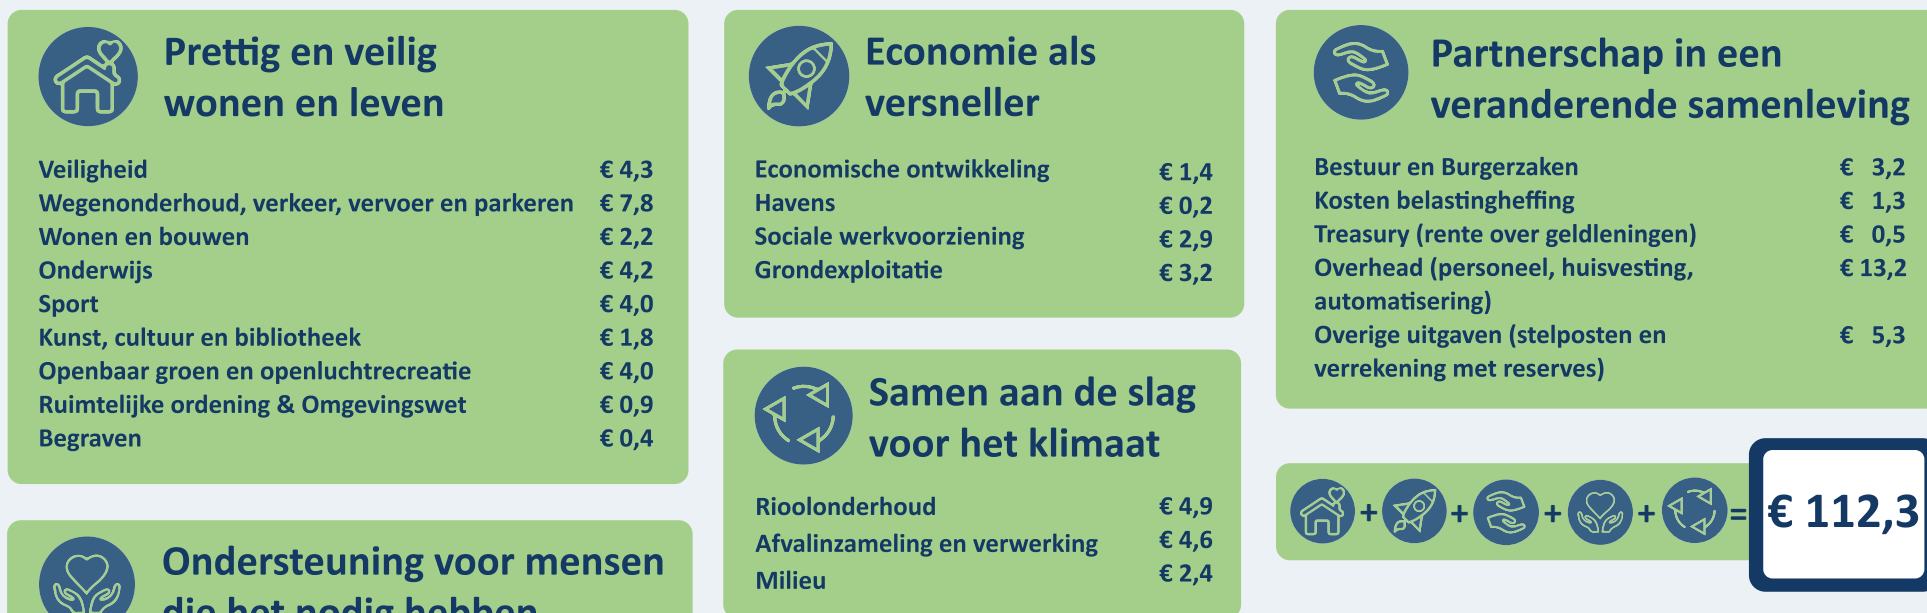 Prettig en veilig
wonen en leven
Veiligheid € 4,3
Wegenonderhoud, verkeer, vervoer en parkeren € 7,8
Wonen en bouwen € 2,2
Onderwijs € 4,2
Sport € 4,0
Kunst, cultuur en bibliotheek € 1,8
Openbaar groen en openluchtrecreatie € 4,0
Ruimtelijke ordening & Omgevingswet € 0,9
Begraven € 0,4
Ondersteuning voor mensen
die het nodig hebben
Economie als
versneller
Economische ontwikkeling € 1,4
Havens € 0,2
Sociale werkvoorziening € 2,9
Grondexploitatie € 3,2
Samen aan de slag
voor het klimaat
Rioolonderhoud € 4,9
Afvalinzameling en verwerking € 4,6
Milieu € 2,4
Partnerschap in een
veranderende samenleving
Bestuur en Burgerzaken € 3,2
Kosten belastingheffing € 1,3
Treasury (rente over geldleningen) € 0,5
Overhead (personeel, huisvesting, € 13,2
automatisering)
Overige uitgaven (stelposten en € 5,3
verrekening met reserves)
+ + + + = € 112,3